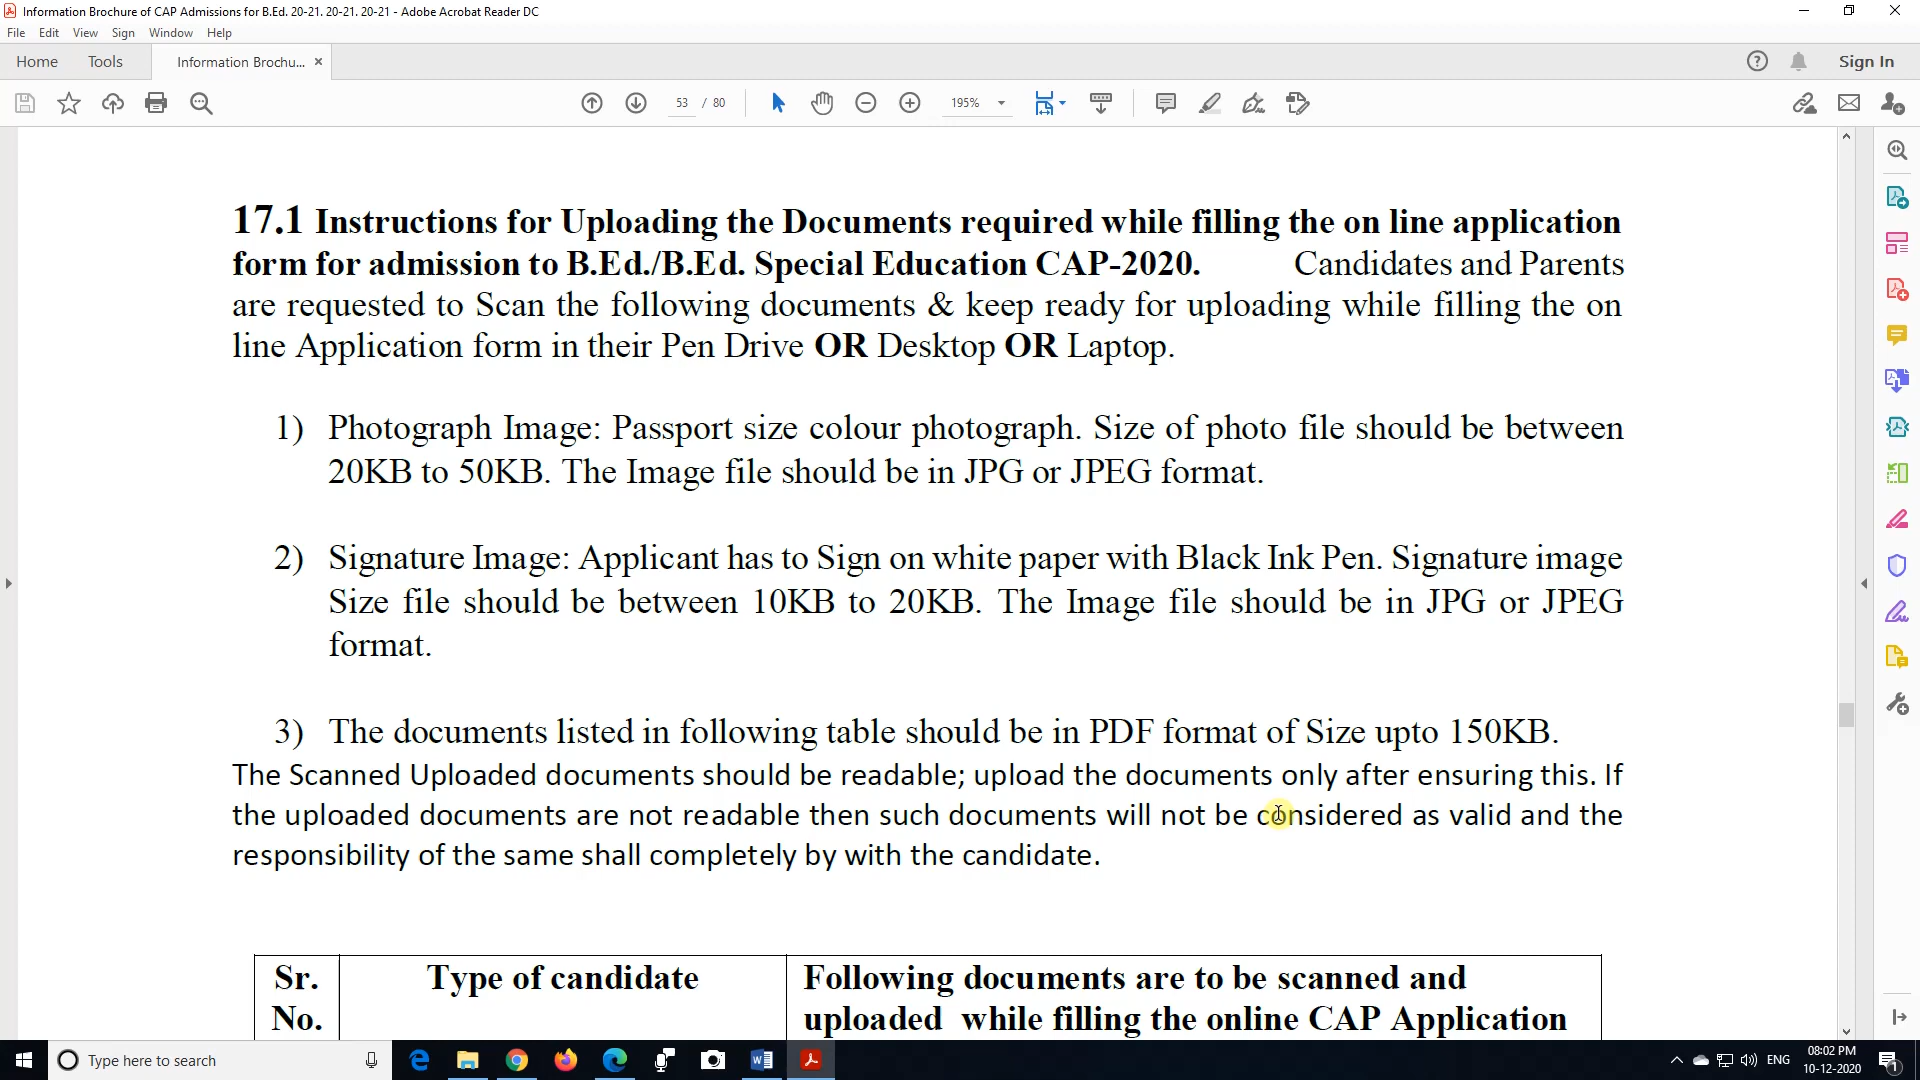 Information Brochure of CAP Admissions for B.Ed. 20-21. 20-21. 20-21 - Adobe Acrobat Reader DC
File Edit View Sign Window Help
Home Tools Information Brochu... × Sign In
53 / 80 195%
17.1 Instructions for Uploading the Documents required while filling the on line application
form for admission to B.Ed./B.Ed. Special Education CAP-2020. Candidates and Parents
are requested to Scan the following documents & keep ready for uploading while filling the on
line Application form in their Pen Drive OR Desktop OR Laptop.
1) Photograph Image: Passport size colour photograph. Size of photo file should be between
20KB to 50KB. The Image file should be in JPG or JPEG format.
2) Signature Image: Applicant has to Sign on white paper with Black Ink Pen. Signature image
Size file should be between 10KB to 20KB. The Image file should be in JPG or JPEG
format.
3) The documents listed in following table should be in PDF format of Size upto 150KB.
The Scanned Uploaded documents should be readable; upload the documents only after ensuring this. If
the uploaded documents are not readable then such documents will not be considered as valid and the
responsibility of the same shall completely by with the candidate.
Sr. Type of candidate Following documents are to be scanned and
No. uploaded while filling the online CAP Application
Type here to search ENG 08:02 PM
10-12-2020 1